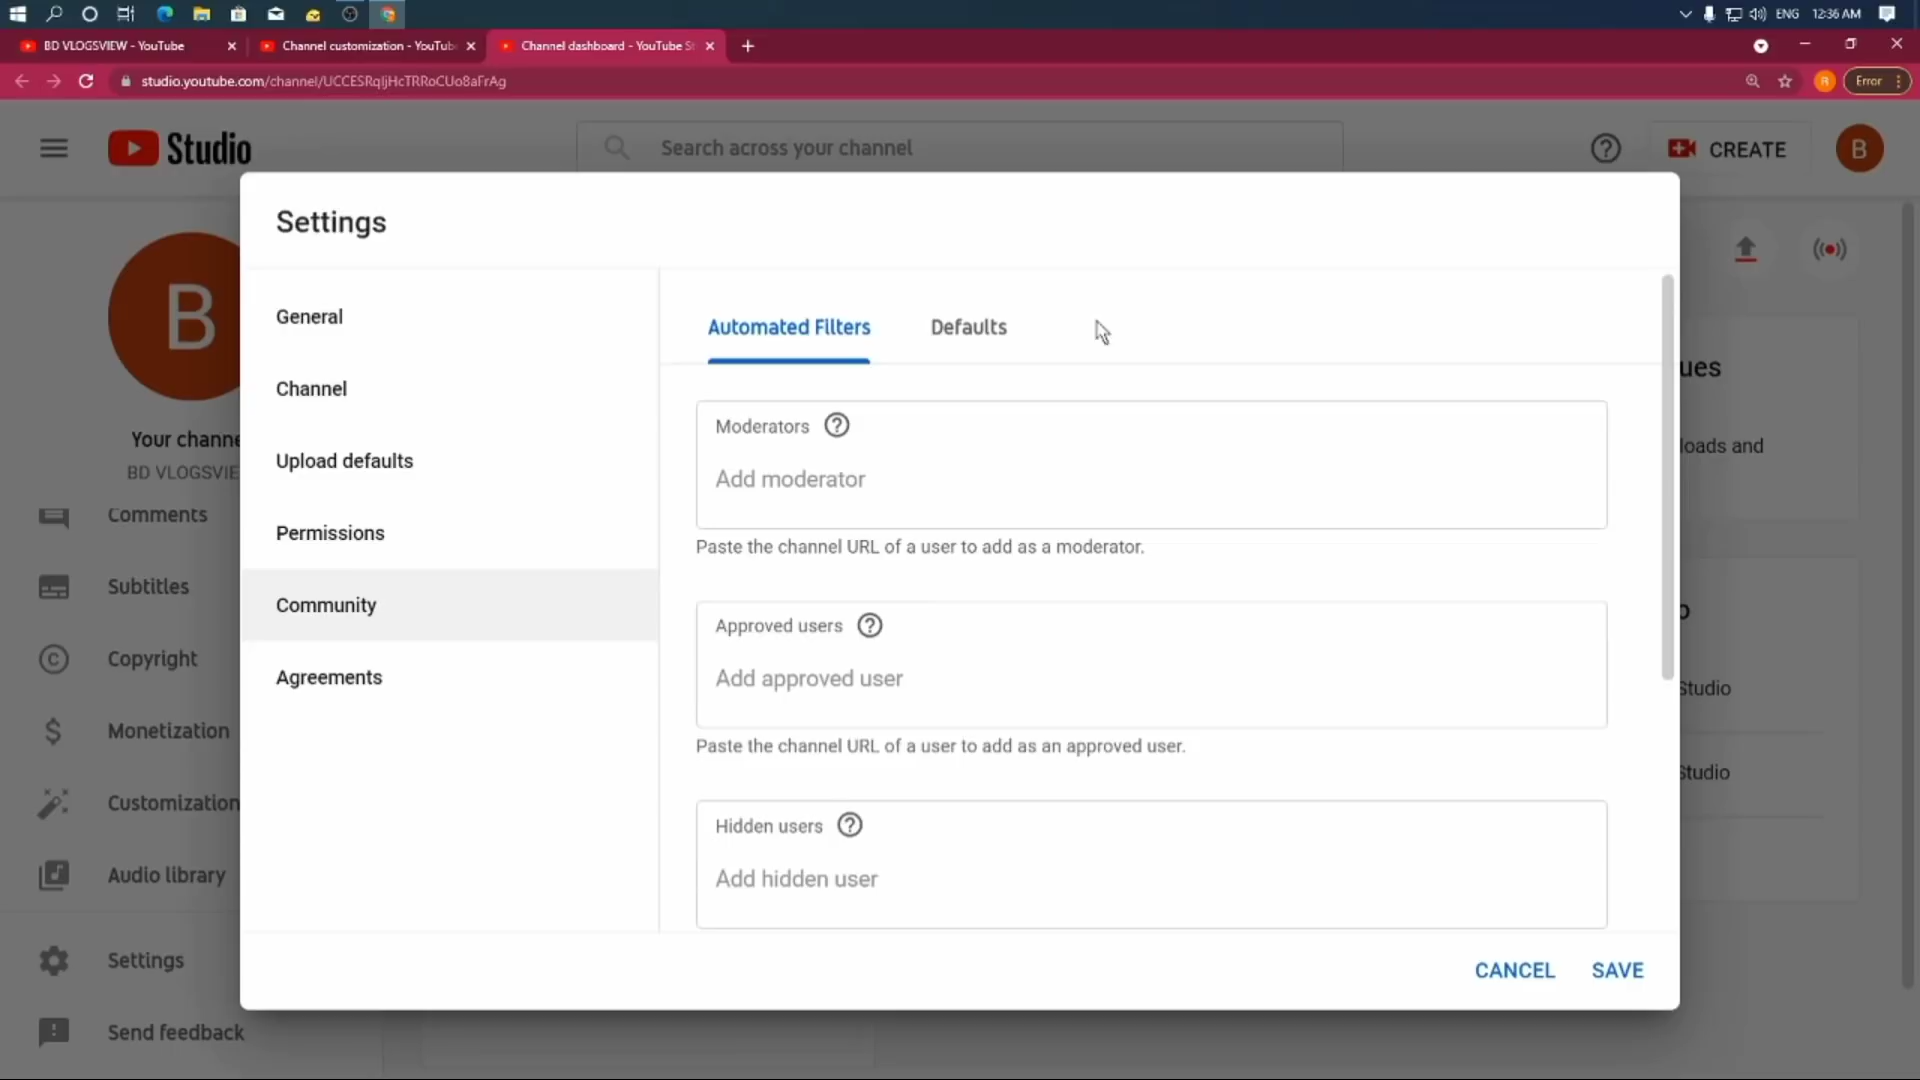 ENG 12:36 AM
BD VLOGSVIEW - YouTube
Channel customization - YouTub
Channel dashboard - YouTube S
studio.youtube.com/channel/UCCESRqIjHcTRRoCUo8aFrAg
B
Error
Studio
Search across your channel
CREATE
B
Settings
B
Your channe
BD VLOGSVIE
Comments
Subtitles
Copyright
Monetization
Customization
Audio library
Settings
Send feedback
General
Channel
Upload defaults
Permissions
Community
Agreements
Automated Filters
Defaults
Moderators
Add moderator
Paste the channel URL of a user to add as a moderator.
Approved users
Add approved user
Paste the channel URL of a user to add as an approved user.
Hidden users
Add hidden user
CANCEL
SAVE
ues
loads and
Studio
Studio